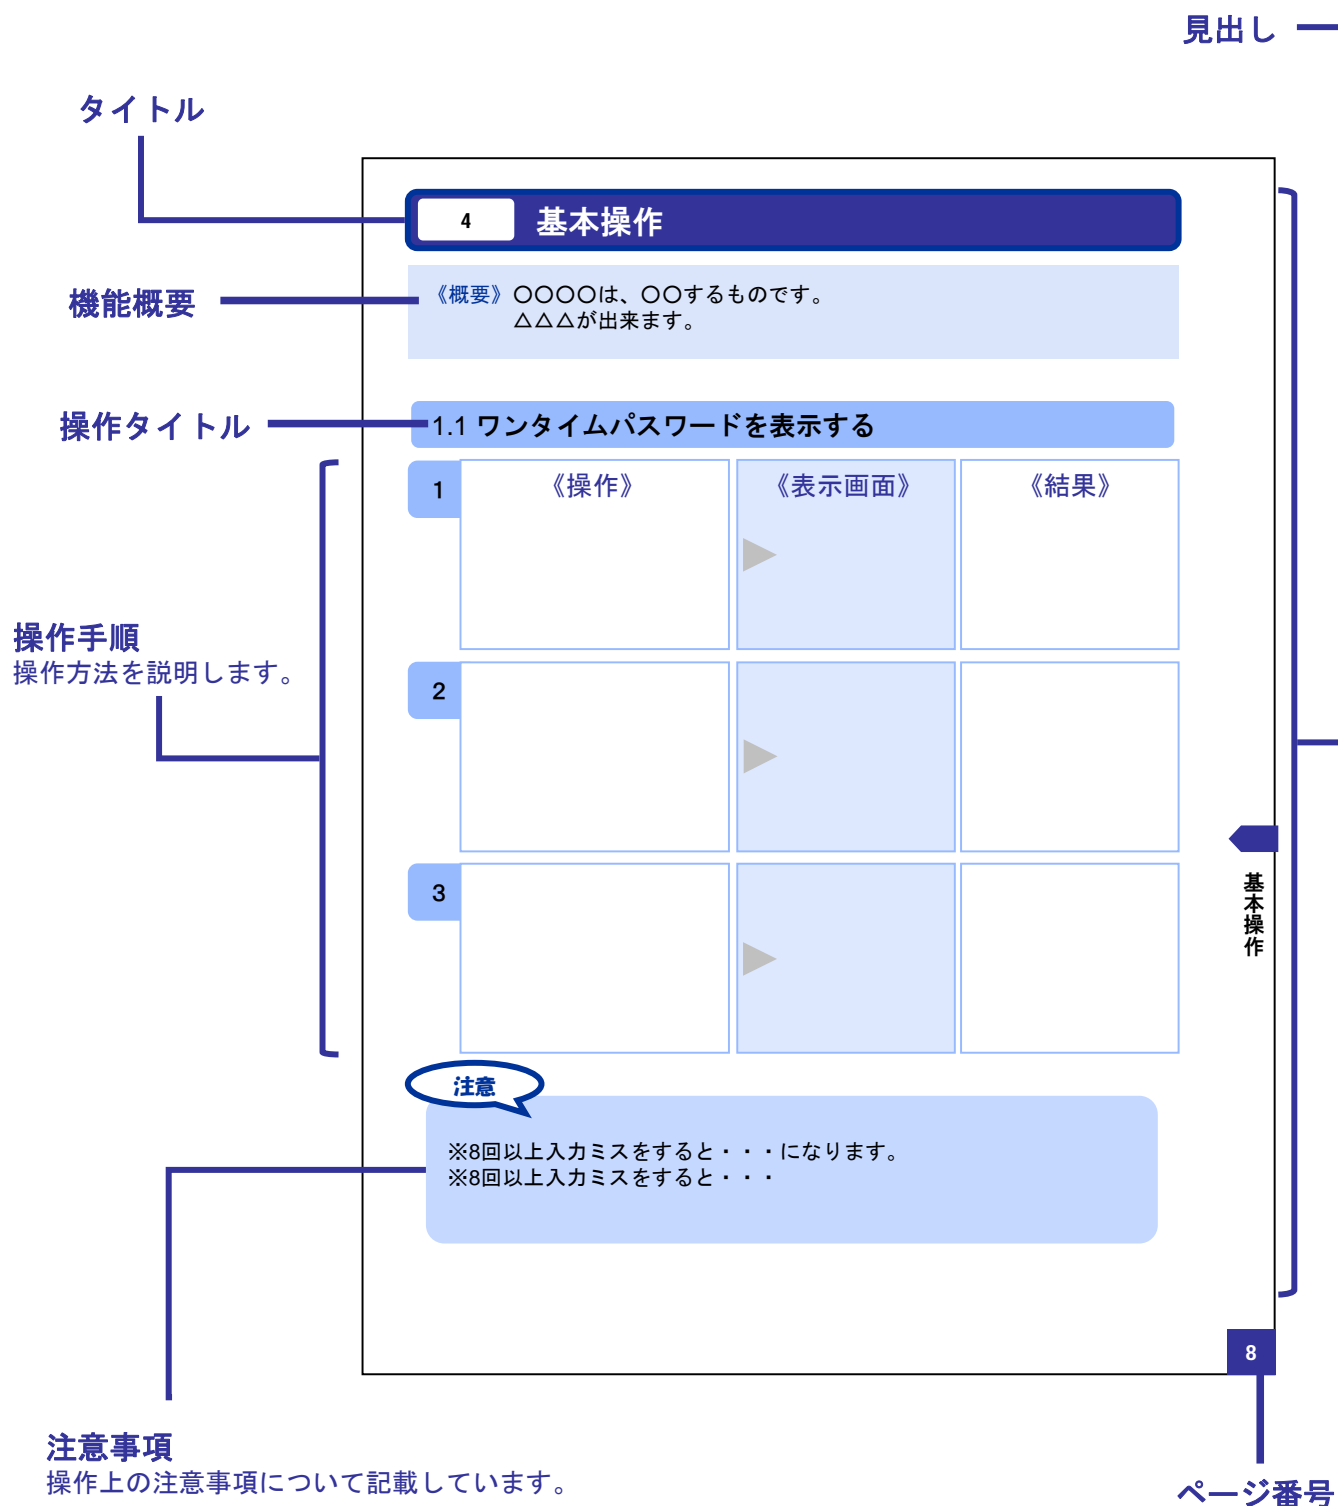 見出し
タイトル
4 基本操作
機能概要
《概要》〇〇〇〇は、〇〇するものです。
△△△が出来ます。
操作タイトル
1.1 ワンタイムパスワードを表示する
1 《操作》 《表示画面》 《結果》
操作手順
操作方法を説明します。
2
3
基本操作
注意
※8回以上入力ミスをすると・・・になります。
※8回以上入力ミスをすると・・・
8
注意事項
操作上の注意事項について記載しています。
ページ番号